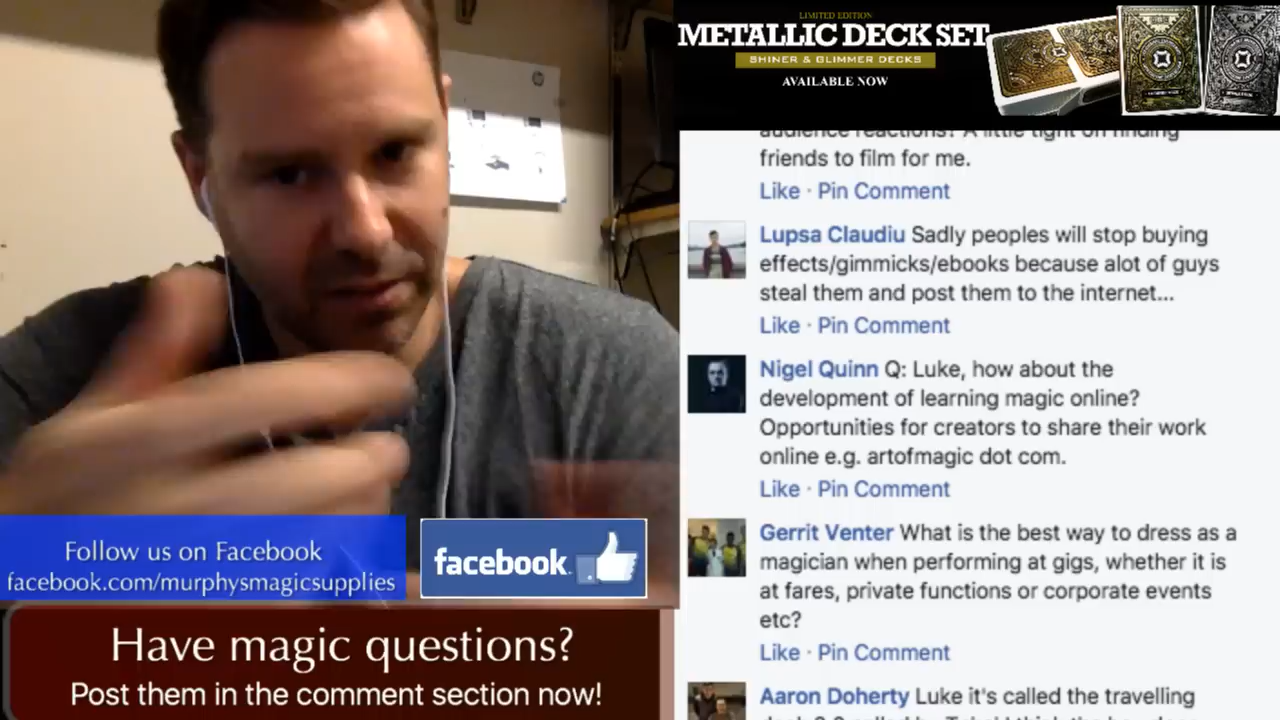 LIMITED EDITION
METALLIC DECK SET
SHINER & GLIMMER DECKS
AVAILABLE NOW
audience reactions? A little tight on finding
friends to film for me.
Like · Pin Comment
Lupsa Claudiu Sadly peoples will stop buying
effects/gimmicks/ebooks because alot of guys
steal them and post them to the internet...
Like · Pin Comment
Nigel Quinn Q: Luke, how about the
development of learning magic online?
Opportunities for creators to share their work
online e.g. artofmagic dot com.
Like · Pin Comment
Gerrit Venter What is the best way to dress as a
magician when performing at gigs, whether it is
at fares, private functions or corporate events
etc?
Like · Pin Comment
Aaron Doherty Luke it's called the travelling
Follow us on Facebook
facebook.com/murphysmagicsupplies
facebook
Have magic questions?
Post them in the comment section now!